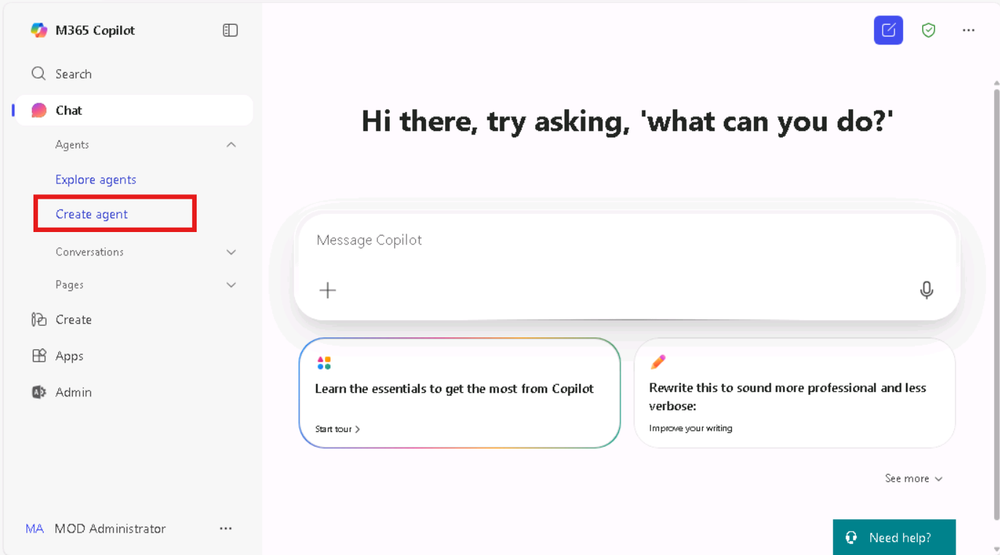 M365 Copilot
Search
Chat
Agents
Explore agents
Create agent
Conversations
Pages
Create
Apps
Admin
MA MOD Administrator
Hi there, try asking, 'what can you do?'
Message Copilot
Learn the essentials to get the most from Copilot
Start tour
Rewrite this to sound more professional and less
verbose:
Improve your writing
See more
Need help?